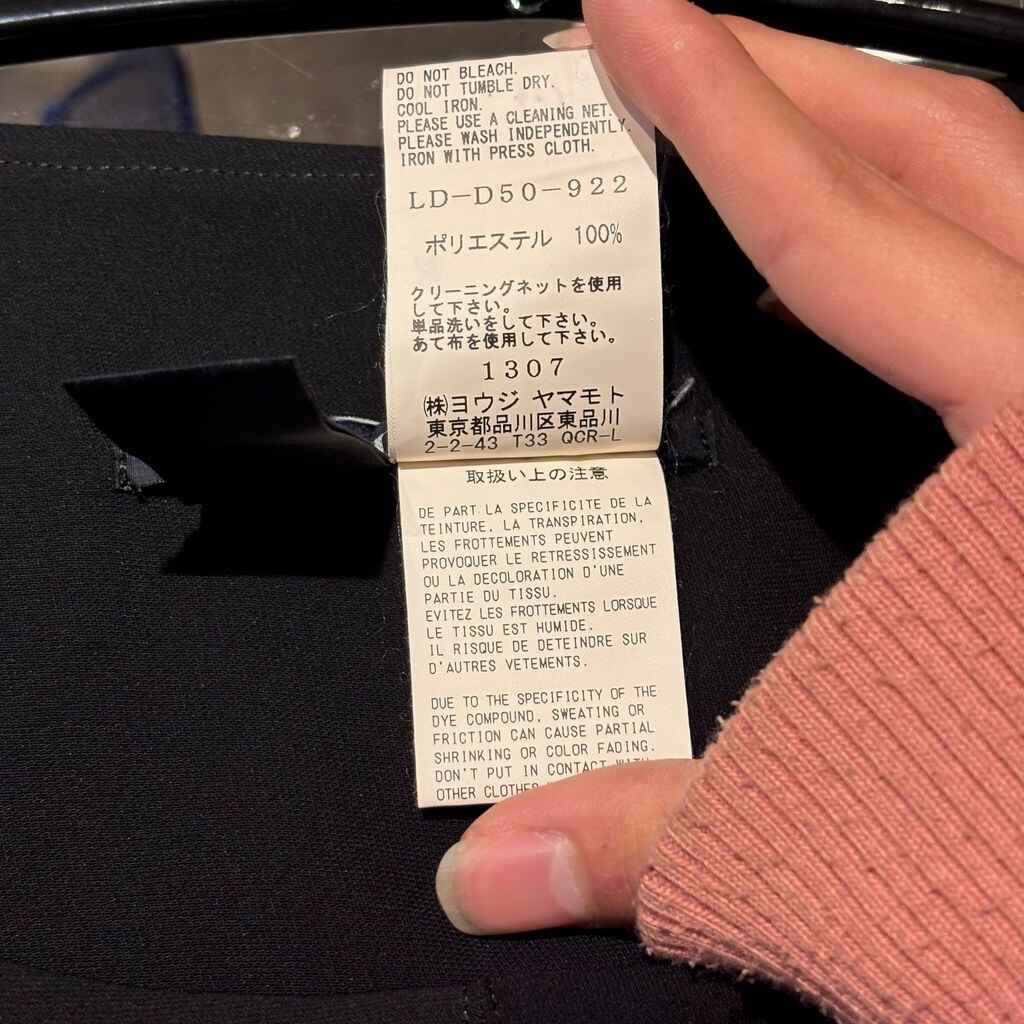 DO NOT BLEACH.
DO NOT TUMBLE DRY.
COOL IRON.
PLEASE USE A CLEANING NET.
PLEASE WASH INDEPENDENTLY.
IRON WITH PRESS CLOTH.
LD-D50-922
ポリエステル 100%
クリーニングネットを使用
して下さい。
単品洗いをして下さい。
あて布を使用して下さい。
1307
(株)ヨウジ ヤマモト
東京都品川区東品川
2-2-43 T33 QCR-L
取扱い上の注意
DE PART LA SPECIFICITE DE LA
TEINTURE, LA TRANSPIRATION,
LES FROTTEMENTS PEUVENT
PROVOQUER LE RETRESSISSEMENT
OU LA DECOLORATION D'UNE
PARTIE DU TISSU.
EVITEZ LES FROTTEMENTS LORSQUE
LE TISSU EST HUMIDE.
IL RISQUE DE DETEINDRE SUR
D'AUTRES VETEMENTS.
DUE TO THE SPECIFICITY OF THE
DYE COMPOUND, SWEATING OR
FRICTION CAN CAUSE PARTIAL
SHRINKING OR COLOR FADING.
DON'T PUT IN CONTACT WITH
OTHER CLOTHES